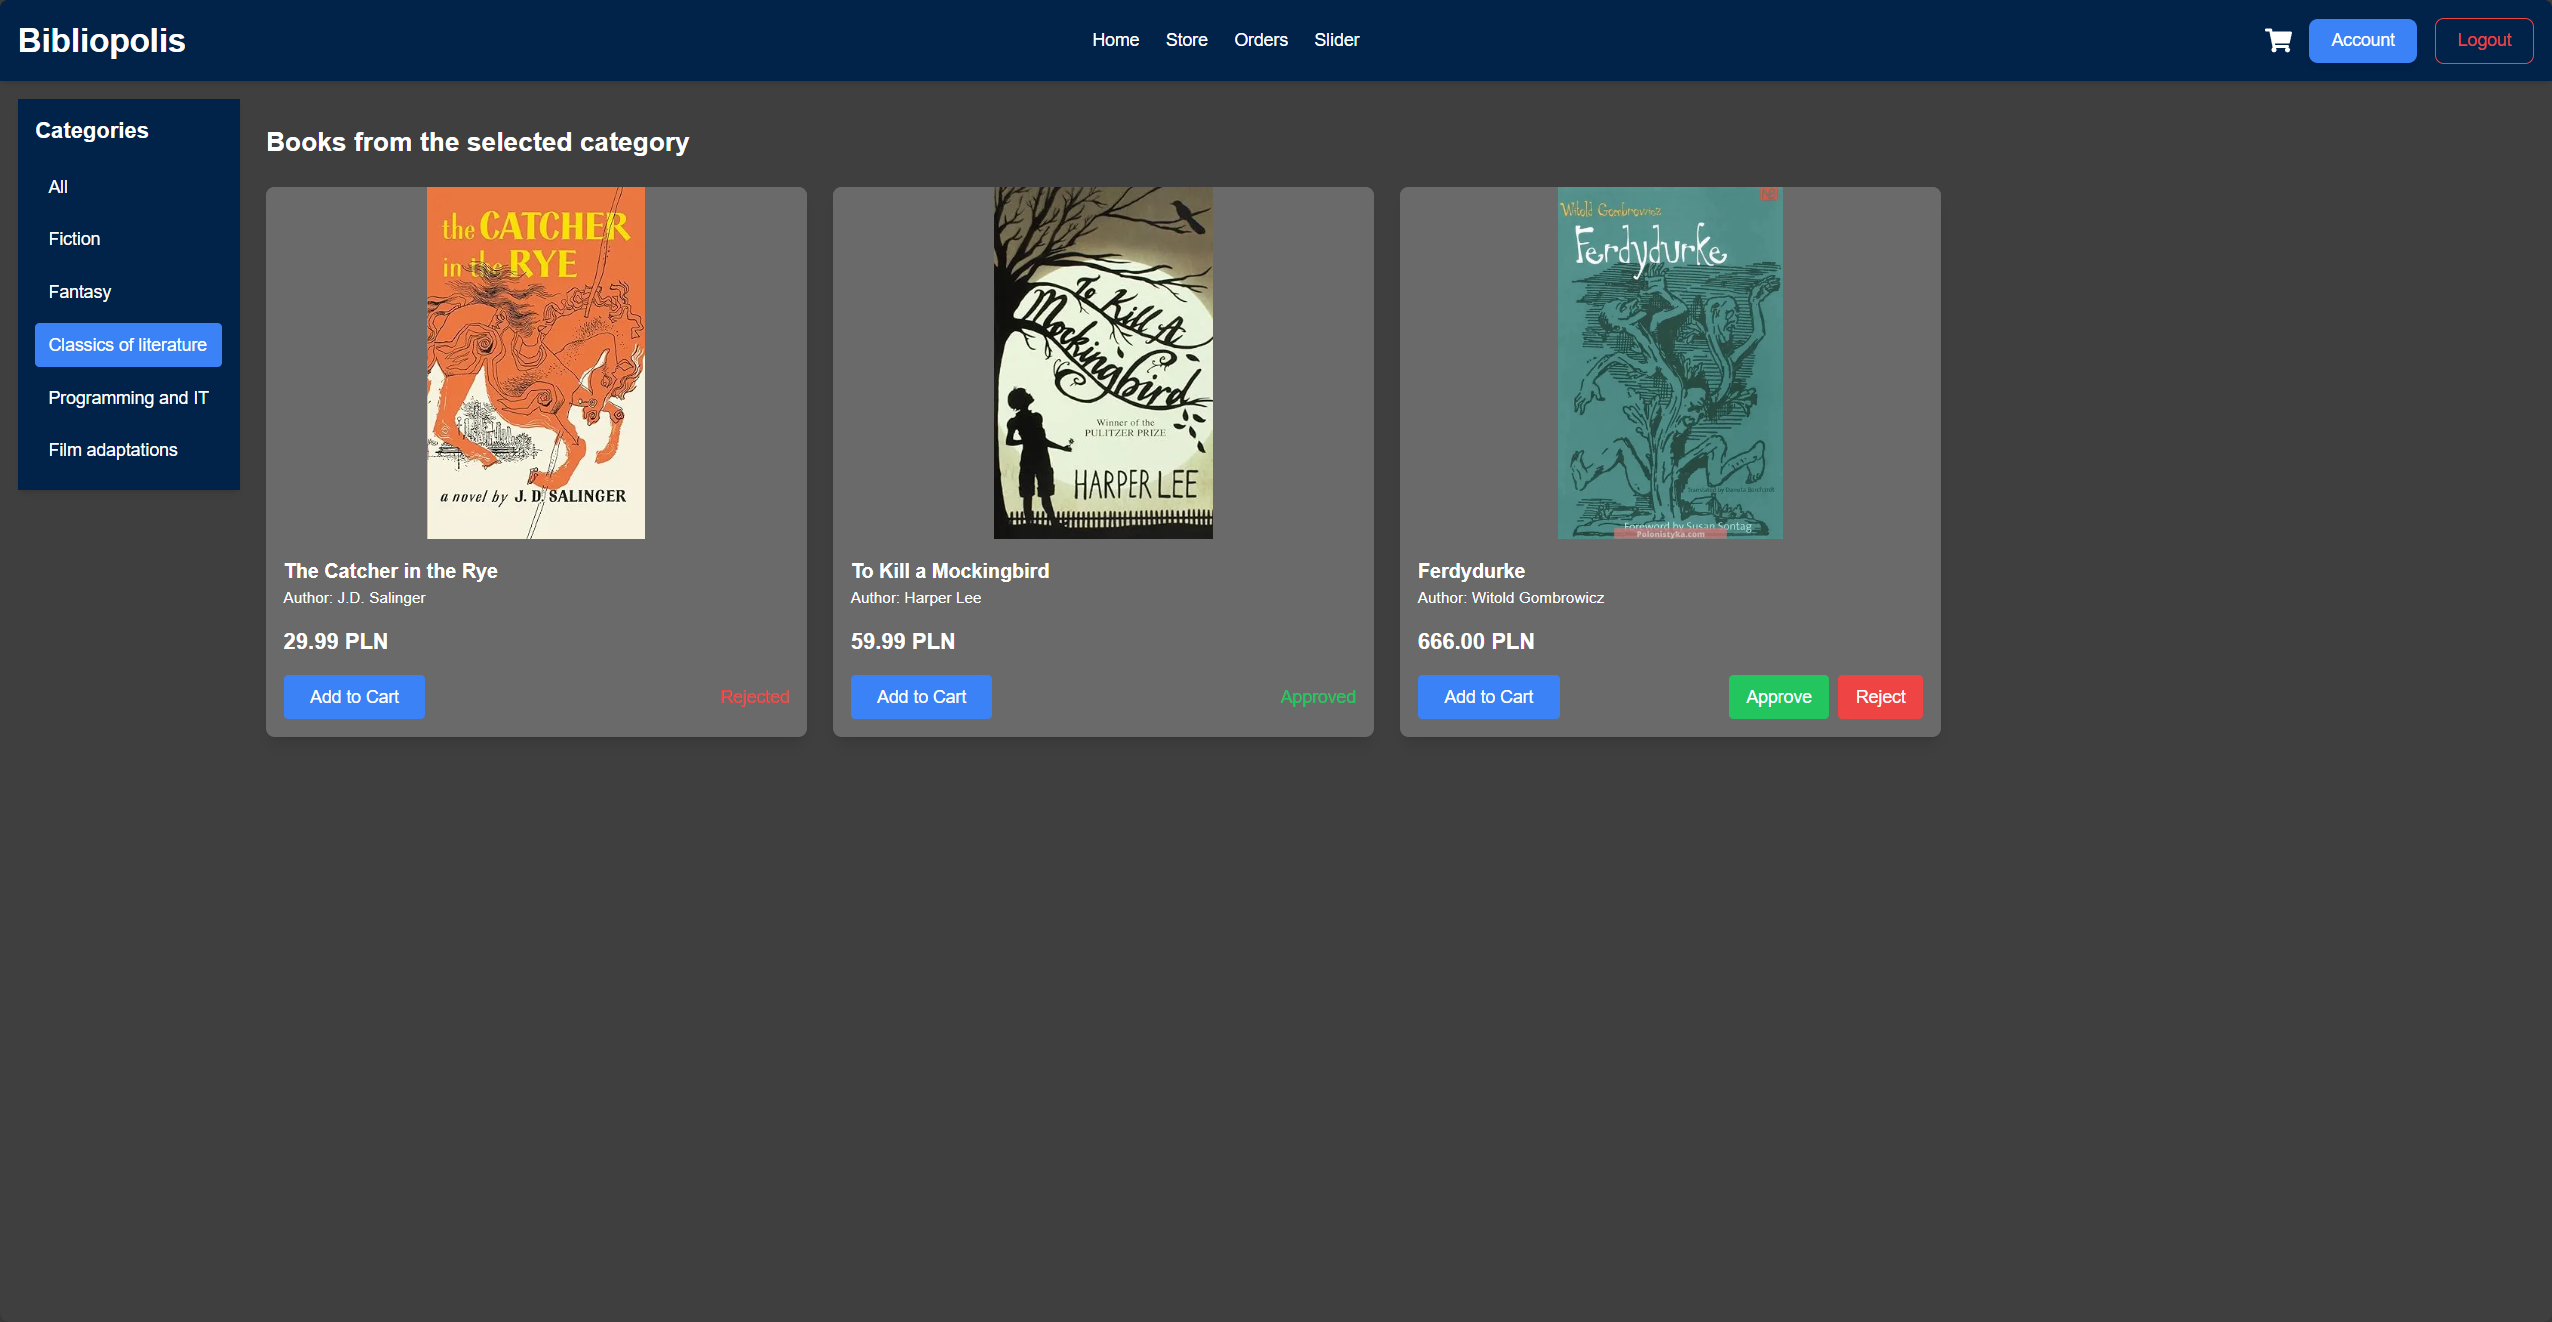 Bibliopolis
Home Store Orders Slider
Account
Logout
Categories
All
Fiction
Fantasy
Classics of literature
Programming and IT
Film adaptations
Books from the selected category
the CATCHER
in the RYE
a novel by J. D. SALINGER
The Catcher in the Rye
Author: J.D. Salinger
29.99 PLN
Add to Cart
Rejected
To Kill A
Mockingbird
Winner of the
PULITZER PRIZE
HARPER LEE
To Kill a Mockingbird
Author: Harper Lee
59.99 PLN
Add to Cart
Approved
Witold Gombrowicz
Ferdydurke
Translated by Danuta Borchardt
Foreword by Susan Sontag
Polonistyka.com
Ferdydurke
Author: Witold Gombrowicz
666.00 PLN
Add to Cart
Approve
Reject